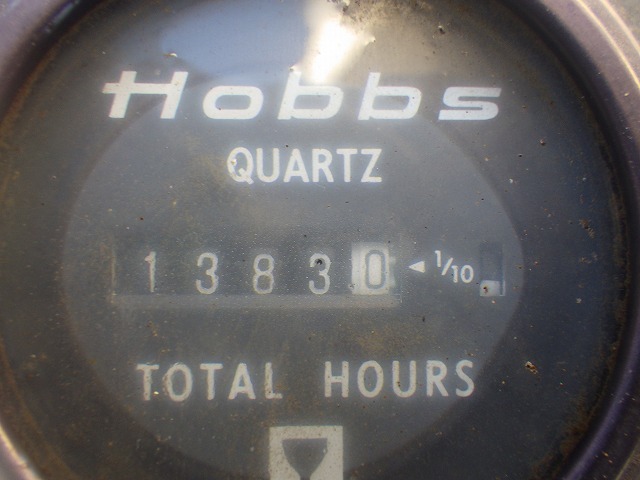 Hobbs
QUARTZ
13830 ◄ 1/10
TOTAL HOURS